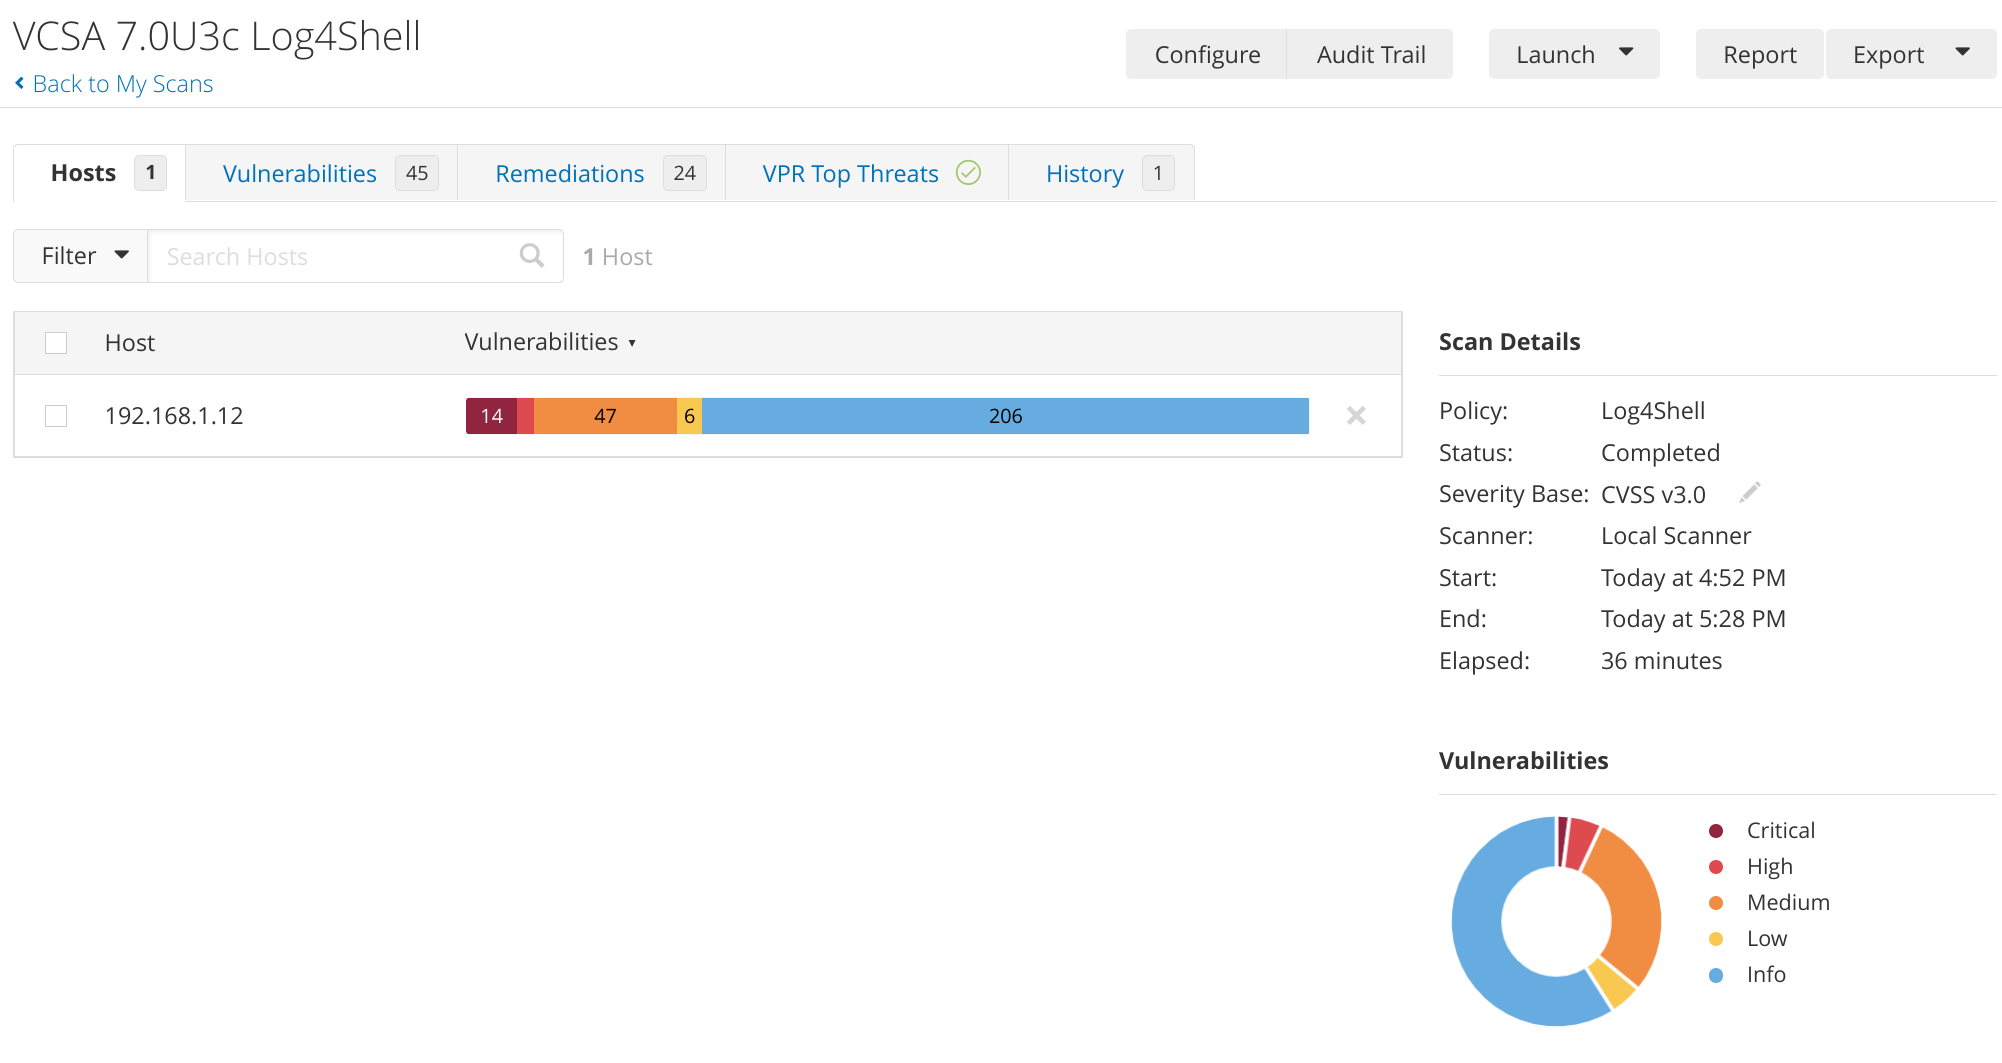 VCSA 7.0U3c Log4Shell
Back to My Scans
Configure Audit Trail Launch Report Export
Hosts 1 Vulnerabilities 45 Remediations 24 VPR Top Threats History 1
Filter Search Hosts 1 Host
Host Vulnerabilities
192.168.1.12 14 47 6 206
Scan Details
Policy: Log4Shell
Status: Completed
Severity Base: CVSS v3.0
Scanner: Local Scanner
Start: Today at 4:52 PM
End: Today at 5:28 PM
Elapsed: 36 minutes
Vulnerabilities
Critical
High
Medium
Low
Info